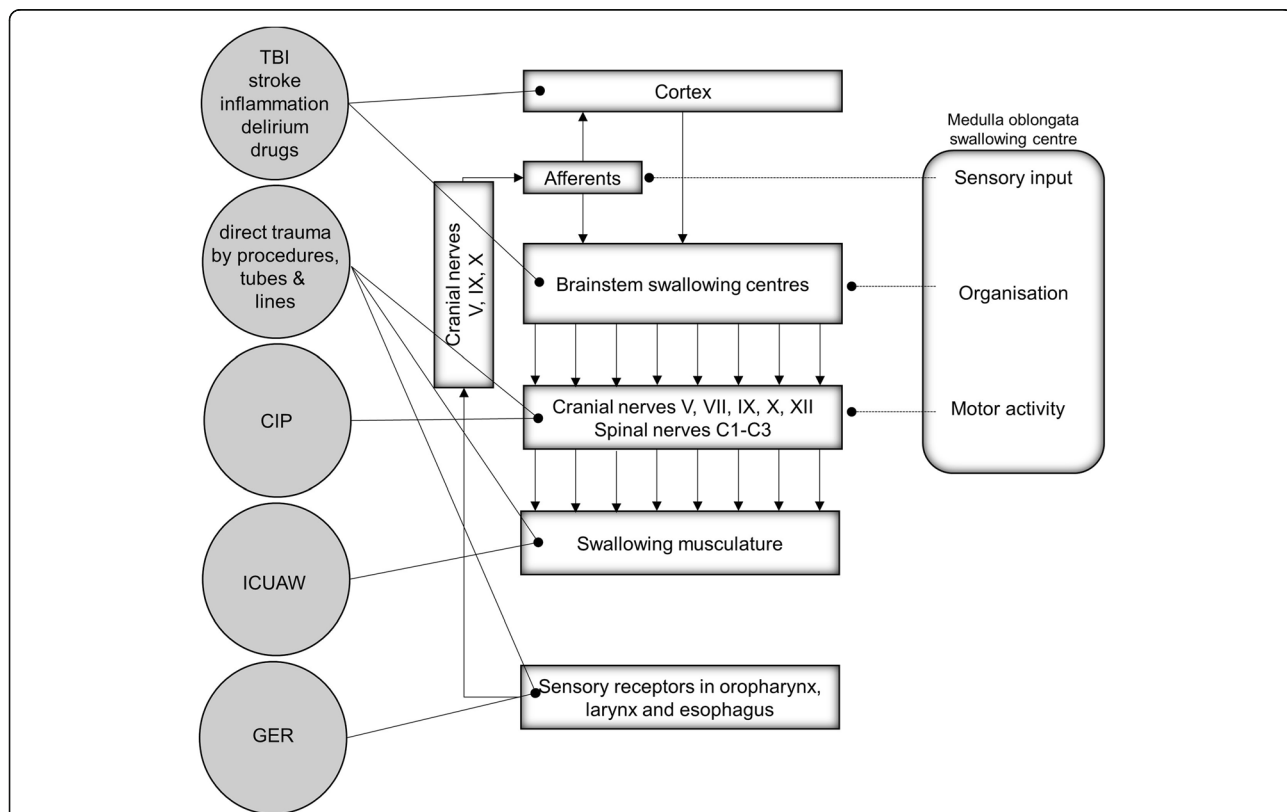 TBI
stroke
inflammation
delirium
drugs
direct trauma
by procedures,
tubes &
lines
CIP
ICUAW
GER
Cortex
Afferents
Cranial nerves
V, IX, X
Brainstem swallowing centres
Cranial nerves V, VII, IX, X, XII
Spinal nerves C1-C3
Swallowing musculature
Sensory receptors in oropharynx,
larynx and esophagus
Medulla oblongata
swallowing centre
Sensory input
Organisation
Motor activity